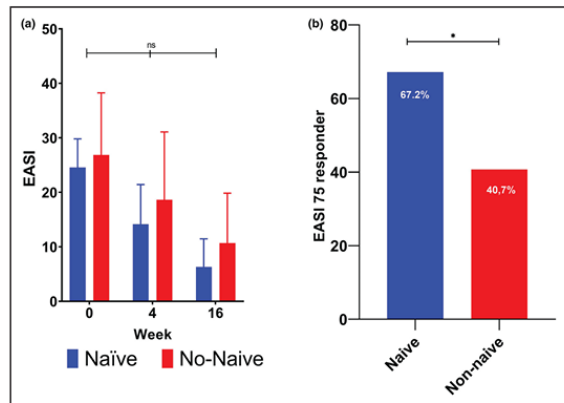 (a)
ns
EASI
50
40
30
20
10
0
0 4 16
Week
Naïve No-Naive
(b)
*
EASI 75 responder
80
60
40
20
0
67.2%
40,7%
Naive
Non-naive